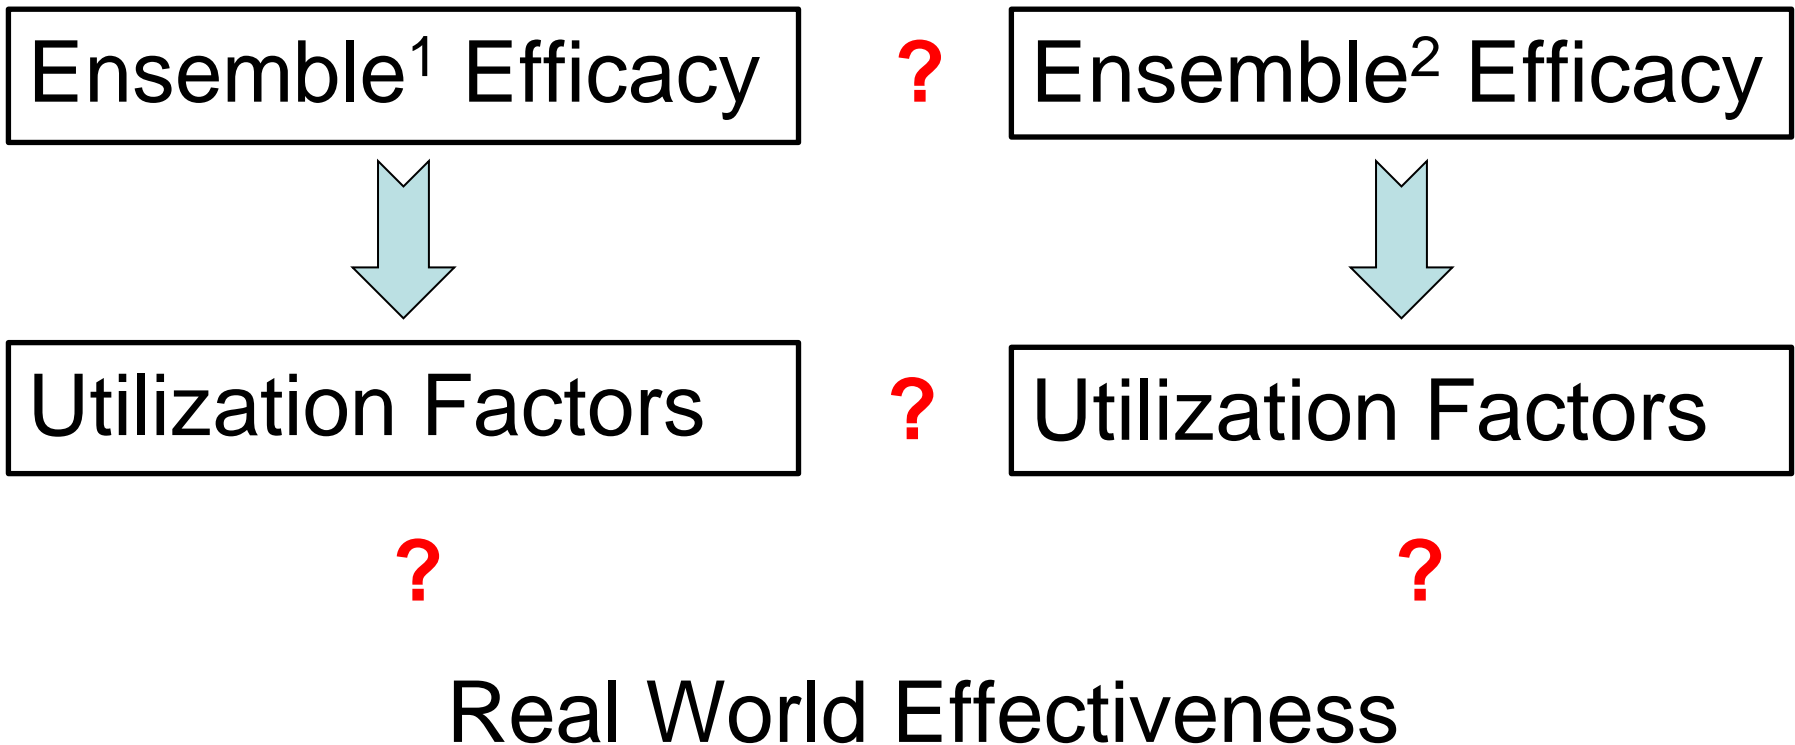 Ensemble¹ Efficacy ? Ensemble² Efficacy
Utilization Factors ? Utilization Factors
? ?
Real World Effectiveness